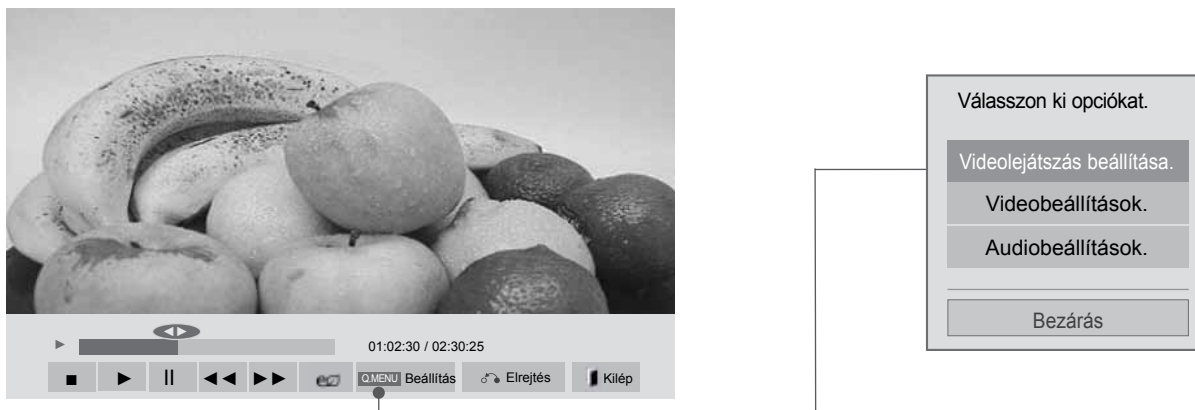 01:02:30 / 02:30:25
Q.MENU Beállítás Elrejtés Kilép
Válasszon ki opciókat.
Videolejátszás beállítása.
Videobeállítások.
Audiobeállítások.
Bezárás